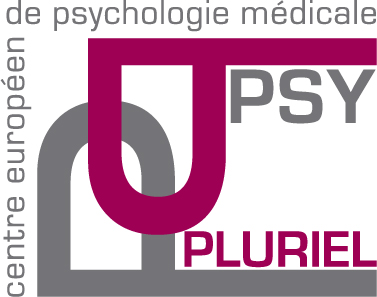 centre européen
de psychologie médicale
PSY
PLURIEL